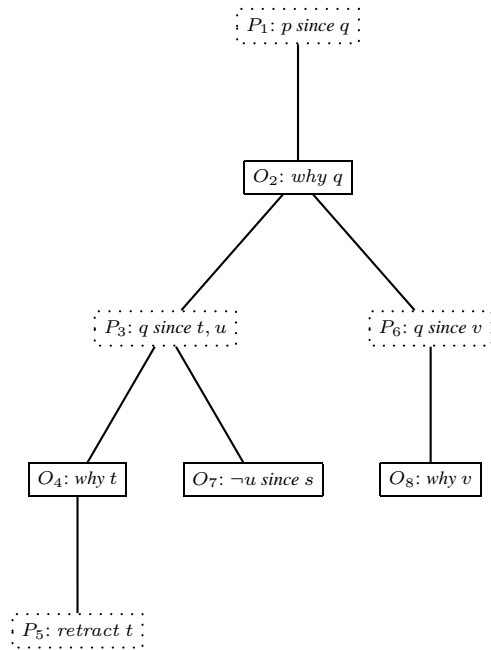 P₁: p since q
O₂: why q
P₃: q since t, u
P₆: q since v
O₄: why t
O₇: ¬u since s
O₈: why v
P₅: retract t